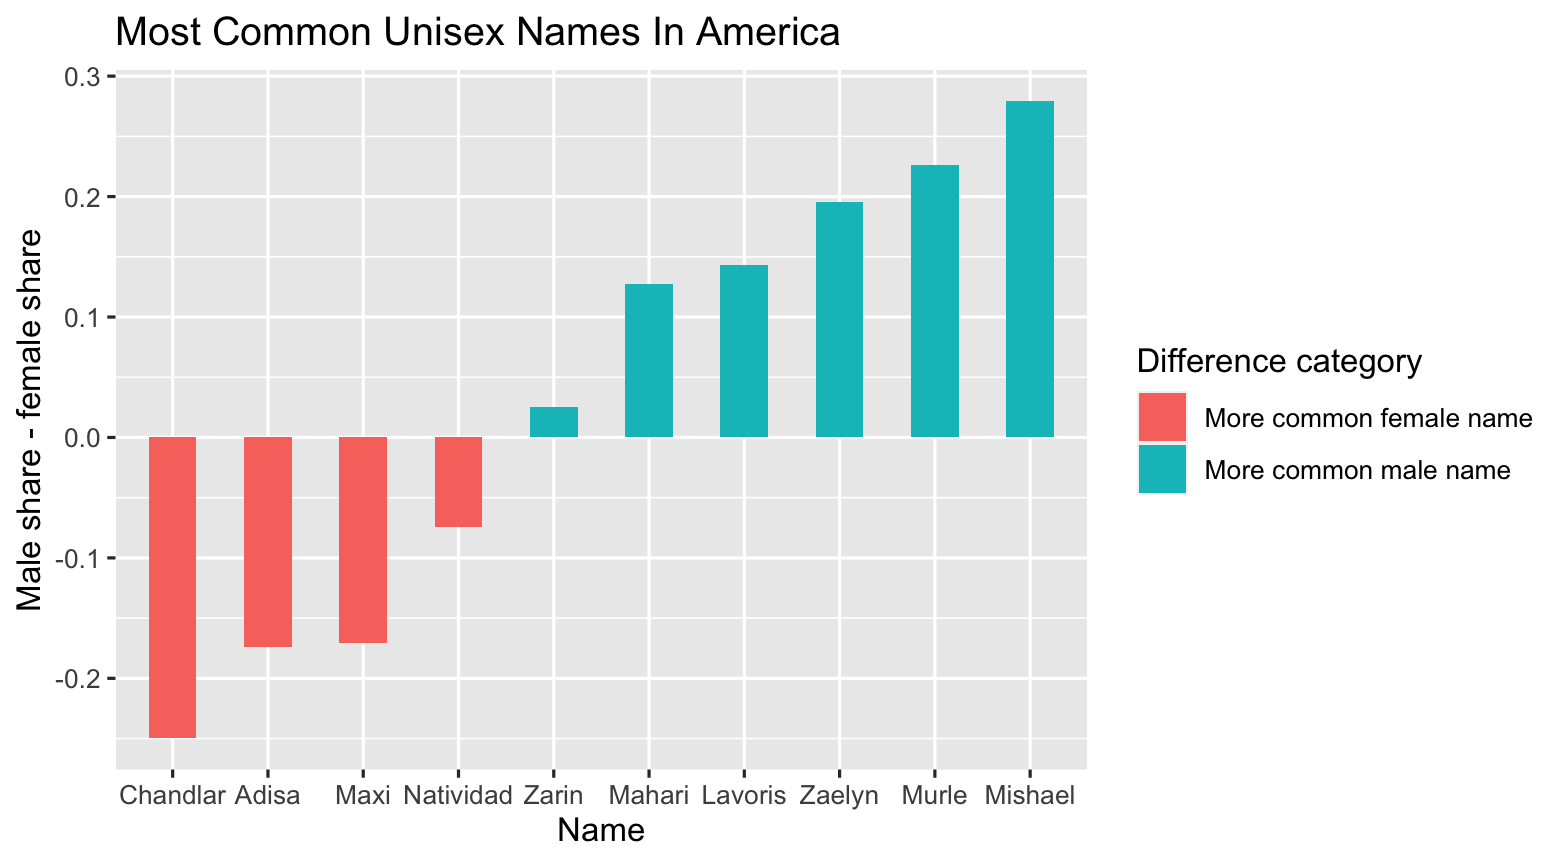 Most Common Unisex Names In America
Male share - female share
0.3
0.2
0.1
0.0
-0.1
-0.2
Chandlar Adisa Maxi Natividad Zarin Mahari Lavoris Zaelyn Murle Mishael
Name
Difference category
More common female name
More common male name